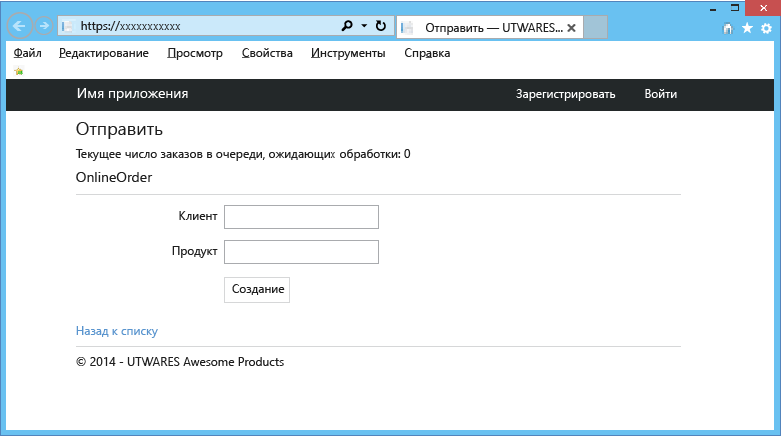 https://xxxxxxxxxxx
Отправить — UTWARES...
Файл Редактирование Просмотр Свойства Инструменты Справка
Имя приложения Зарегистрировать Войти
Отправить
Текущее число заказов в очереди, ожидающих обработки: 0
OnlineOrder
Клиент
Продукт
Создание
Назад к списку
© 2014 - UTWARES Awesome Products